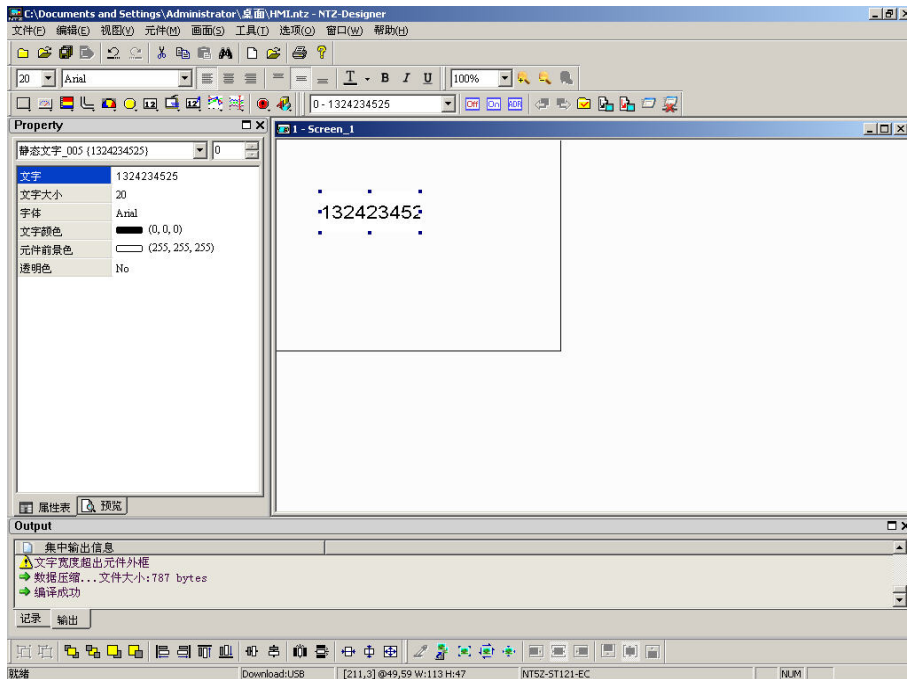 C:\Documents and Settings\Administrator\桌面\HMI.ntz - NTZ-Designer
文件(F) 编辑(E) 视图(V) 元件(M) 画面(S) 工具(T) 选项(O) 窗口(W) 帮助(H)
20 Arial T B I U 100%
12 12 0 - 1324234525 Off On ADR
Property
1 - Screen_1
静态文字_005 {1324234525} 0
文字 1324234525
文字大小 20
字体 Arial
文字颜色 (0, 0, 0)
元件前景色 (255, 255, 255)
透明色 No
132423452
属性表 预览
Output
集中输出信息
文字宽度超出元件外框
数据压缩...文件大小:787 bytes
编译成功
记录 输出
就绪 Download:USB [211,3] @49,59 W:113 H:47 NT5Z-ST121-EC NUM